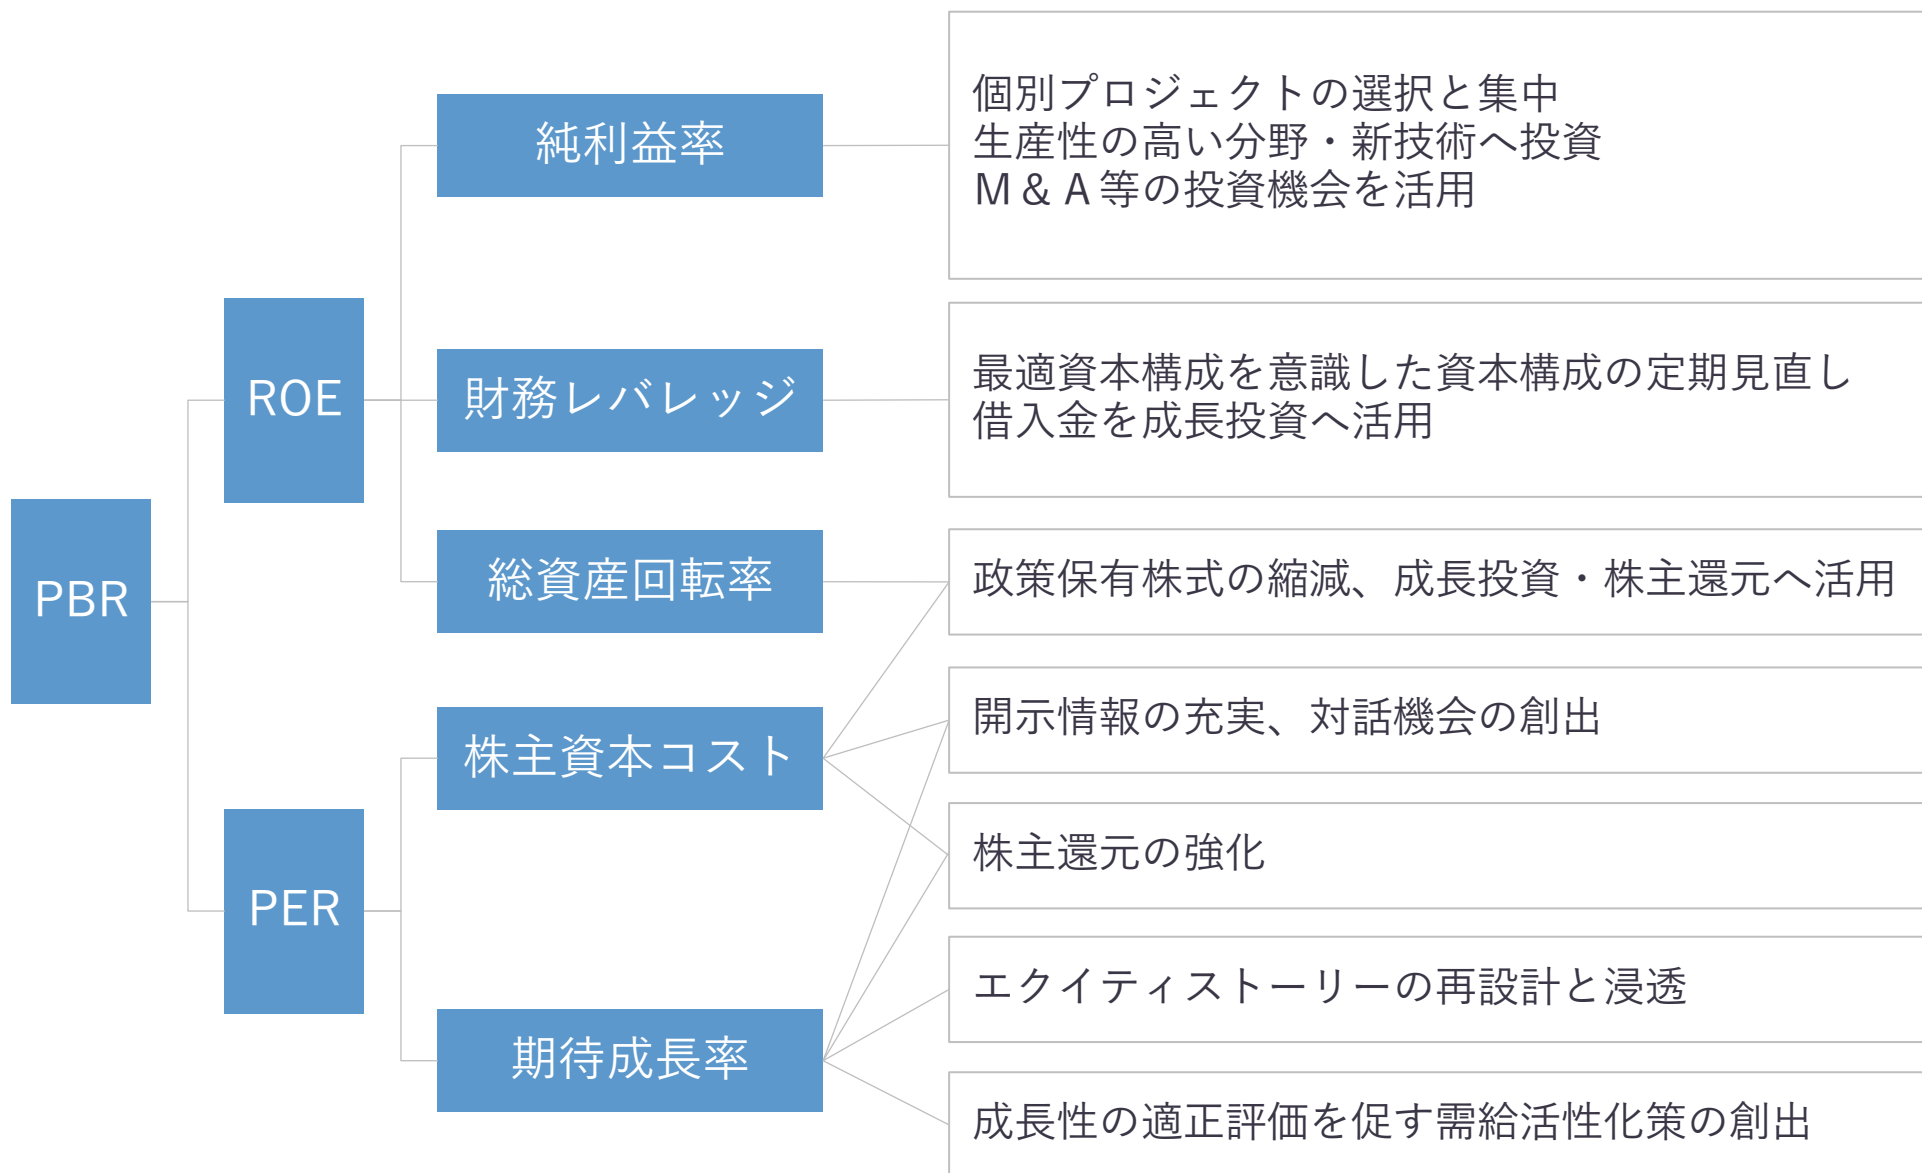 PBR
ROE
PER
純利益率
財務レバレッジ
総資産回転率
株主資本コスト
期待成長率
個別プロジェクトの選択と集中
生産性の高い分野・新技術へ投資
M＆A等の投資機会を活用
最適資本構成を意識した資本構成の定期見直し
借入金を成長投資へ活用
政策保有株式の縮減、成長投資・株主還元へ活用
開示情報の充実、対話機会の創出
株主還元の強化
エクイティストーリーの再設計と浸透
成長性の適正評価を促す需給活性化策の創出